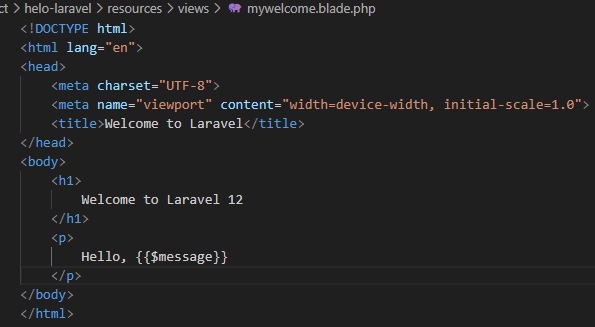 ct > helo-laravel > resources > views > mywelcome.blade.php
<!DOCTYPE html>
<html lang="en">
<head>
    <meta charset="UTF-8">
    <meta name="viewport" content="width=device-width, initial-scale=1.0">
    <title>Welcome to Laravel</title>
</head>
<body>
    <h1>
        Welcome to Laravel 12
    </h1>
    <p>
        Hello, {{$message}}
    </p>
</body>
</html>